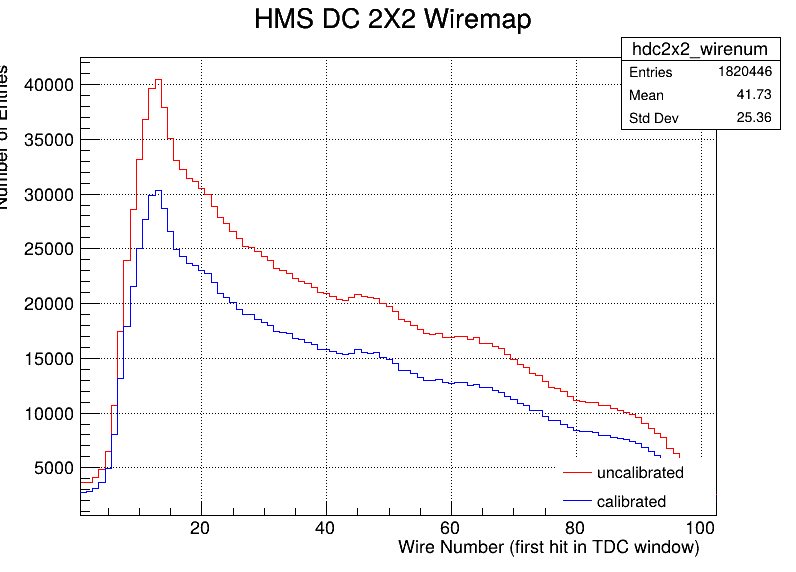 HMS DC 2X2 Wiremap
hdc2x2_wirenum
Entries 1820446
Mean 41.73
Std Dev 25.36
Number of Entries
40000
35000
30000
25000
20000
15000
10000
5000
uncalibrated
calibrated
20 40 60 80 100
Wire Number (first hit in TDC window)